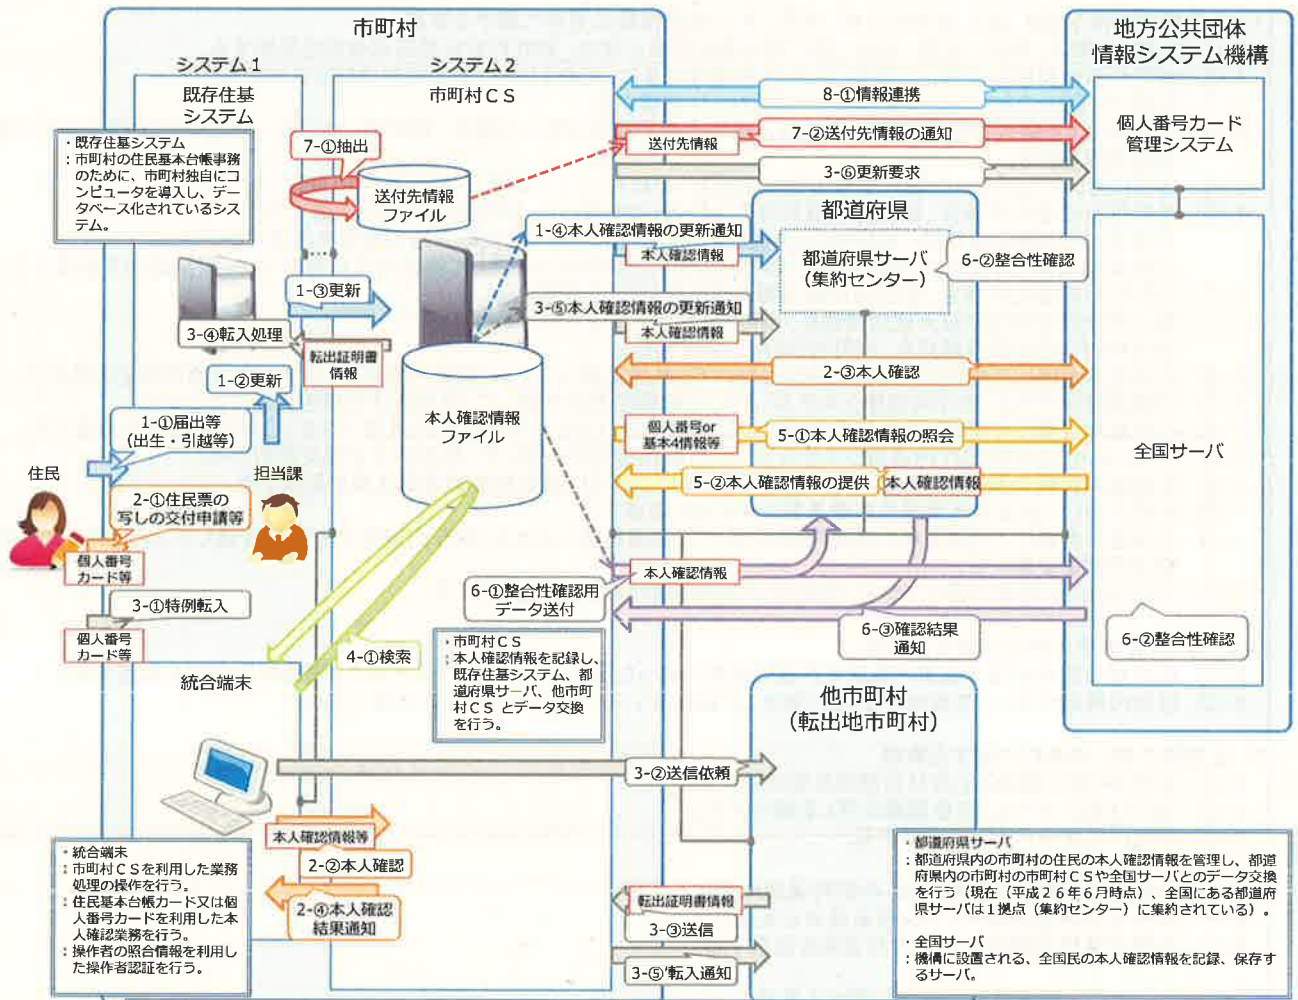 市町村
地方公共団体
情報システム機構
システム１
既存住基
システム
システム２
市町村ＣＳ
・既存住基システム
：市町村の住民基本台帳事務
のために、市町村独自にコ
ンピュータを導入し、デー
タベース化されているシス
テム。
7-①抽出
送付先情報
ファイル
8-①情報連携
送付先情報
7-②送付先情報の通知
3-⑥更新要求
個人番号カード
管理システム
都道府県
1-④本人確認情報の更新通知
本人確認情報
都道府県サーバ
（集約センター）
6-②整合性確認
1-③更新
3-⑤本人確認情報の更新通知
本人確認情報
3-④転入処理
転出証明書
情報
1-②更新
2-③本人確認
1-①届出等
（出生・引越等）
本人確認情報
ファイル
個人番号or
基本4情報等
5-①本人確認情報の照会
全国サーバ
住民
担当課
5-②本人確認情報の提供
本人確認情報
2-①住民票の
写しの交付申請等
個人番号
カード等
6-①整合性確認用
データ送付
本人確認情報
3-①特例転入
個人番号
カード等
6-③確認結果
通知
6-②整合性確認
4-①検索
・市町村ＣＳ
：本人確認情報を記録し、
既存住基システム、都
道府県サーバ、他市町
村ＣＳ とデータ交換
を行う。
統合端末
他市町村
（転出地市町村）
3-②送信依頼
本人確認情報等
2-②本人確認
2-④本人確認
結果通知
転出証明書情報
3-③送信
3-⑤'転入通知
・統合端末
：市町村ＣＳを利用した業務
処理の操作を行う。
：住民基本台帳カード又は個
人番号カードを利用した本
人確認業務を行う。
：操作者の照合情報を利用し
た操作者認証を行う。
・都道府県サーバ
：都道府県内の市町村の住民の本人確認情報を管理し、都道
府県内の市町村の市町村ＣＳや全国サーバとのデータ交換
を行う（現在（平成２６年６月時点）、全国にある都道府
県サーバは１拠点（集約センター）に集約されている）。
・全国サーバ
：機構に設置される、全国民の本人確認情報を記録、保存す
るサーバ。